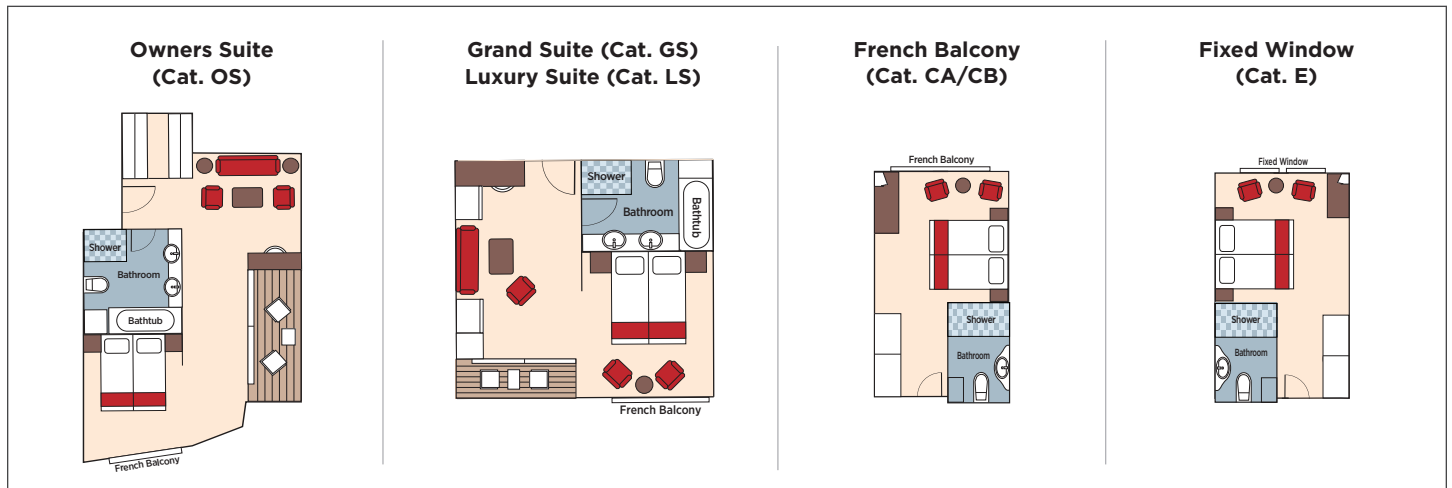 Owners Suite
(Cat. OS)
Shower
Bathroom
Bathtub
French Balcony
Grand Suite (Cat. GS)
Luxury Suite (Cat. LS)
Shower
Bathroom
Bathtub
French Balcony
French Balcony
(Cat. CA/CB)
French Balcony
Shower
Bathroom
Fixed Window
(Cat. E)
Fixed Window
Shower
Bathroom